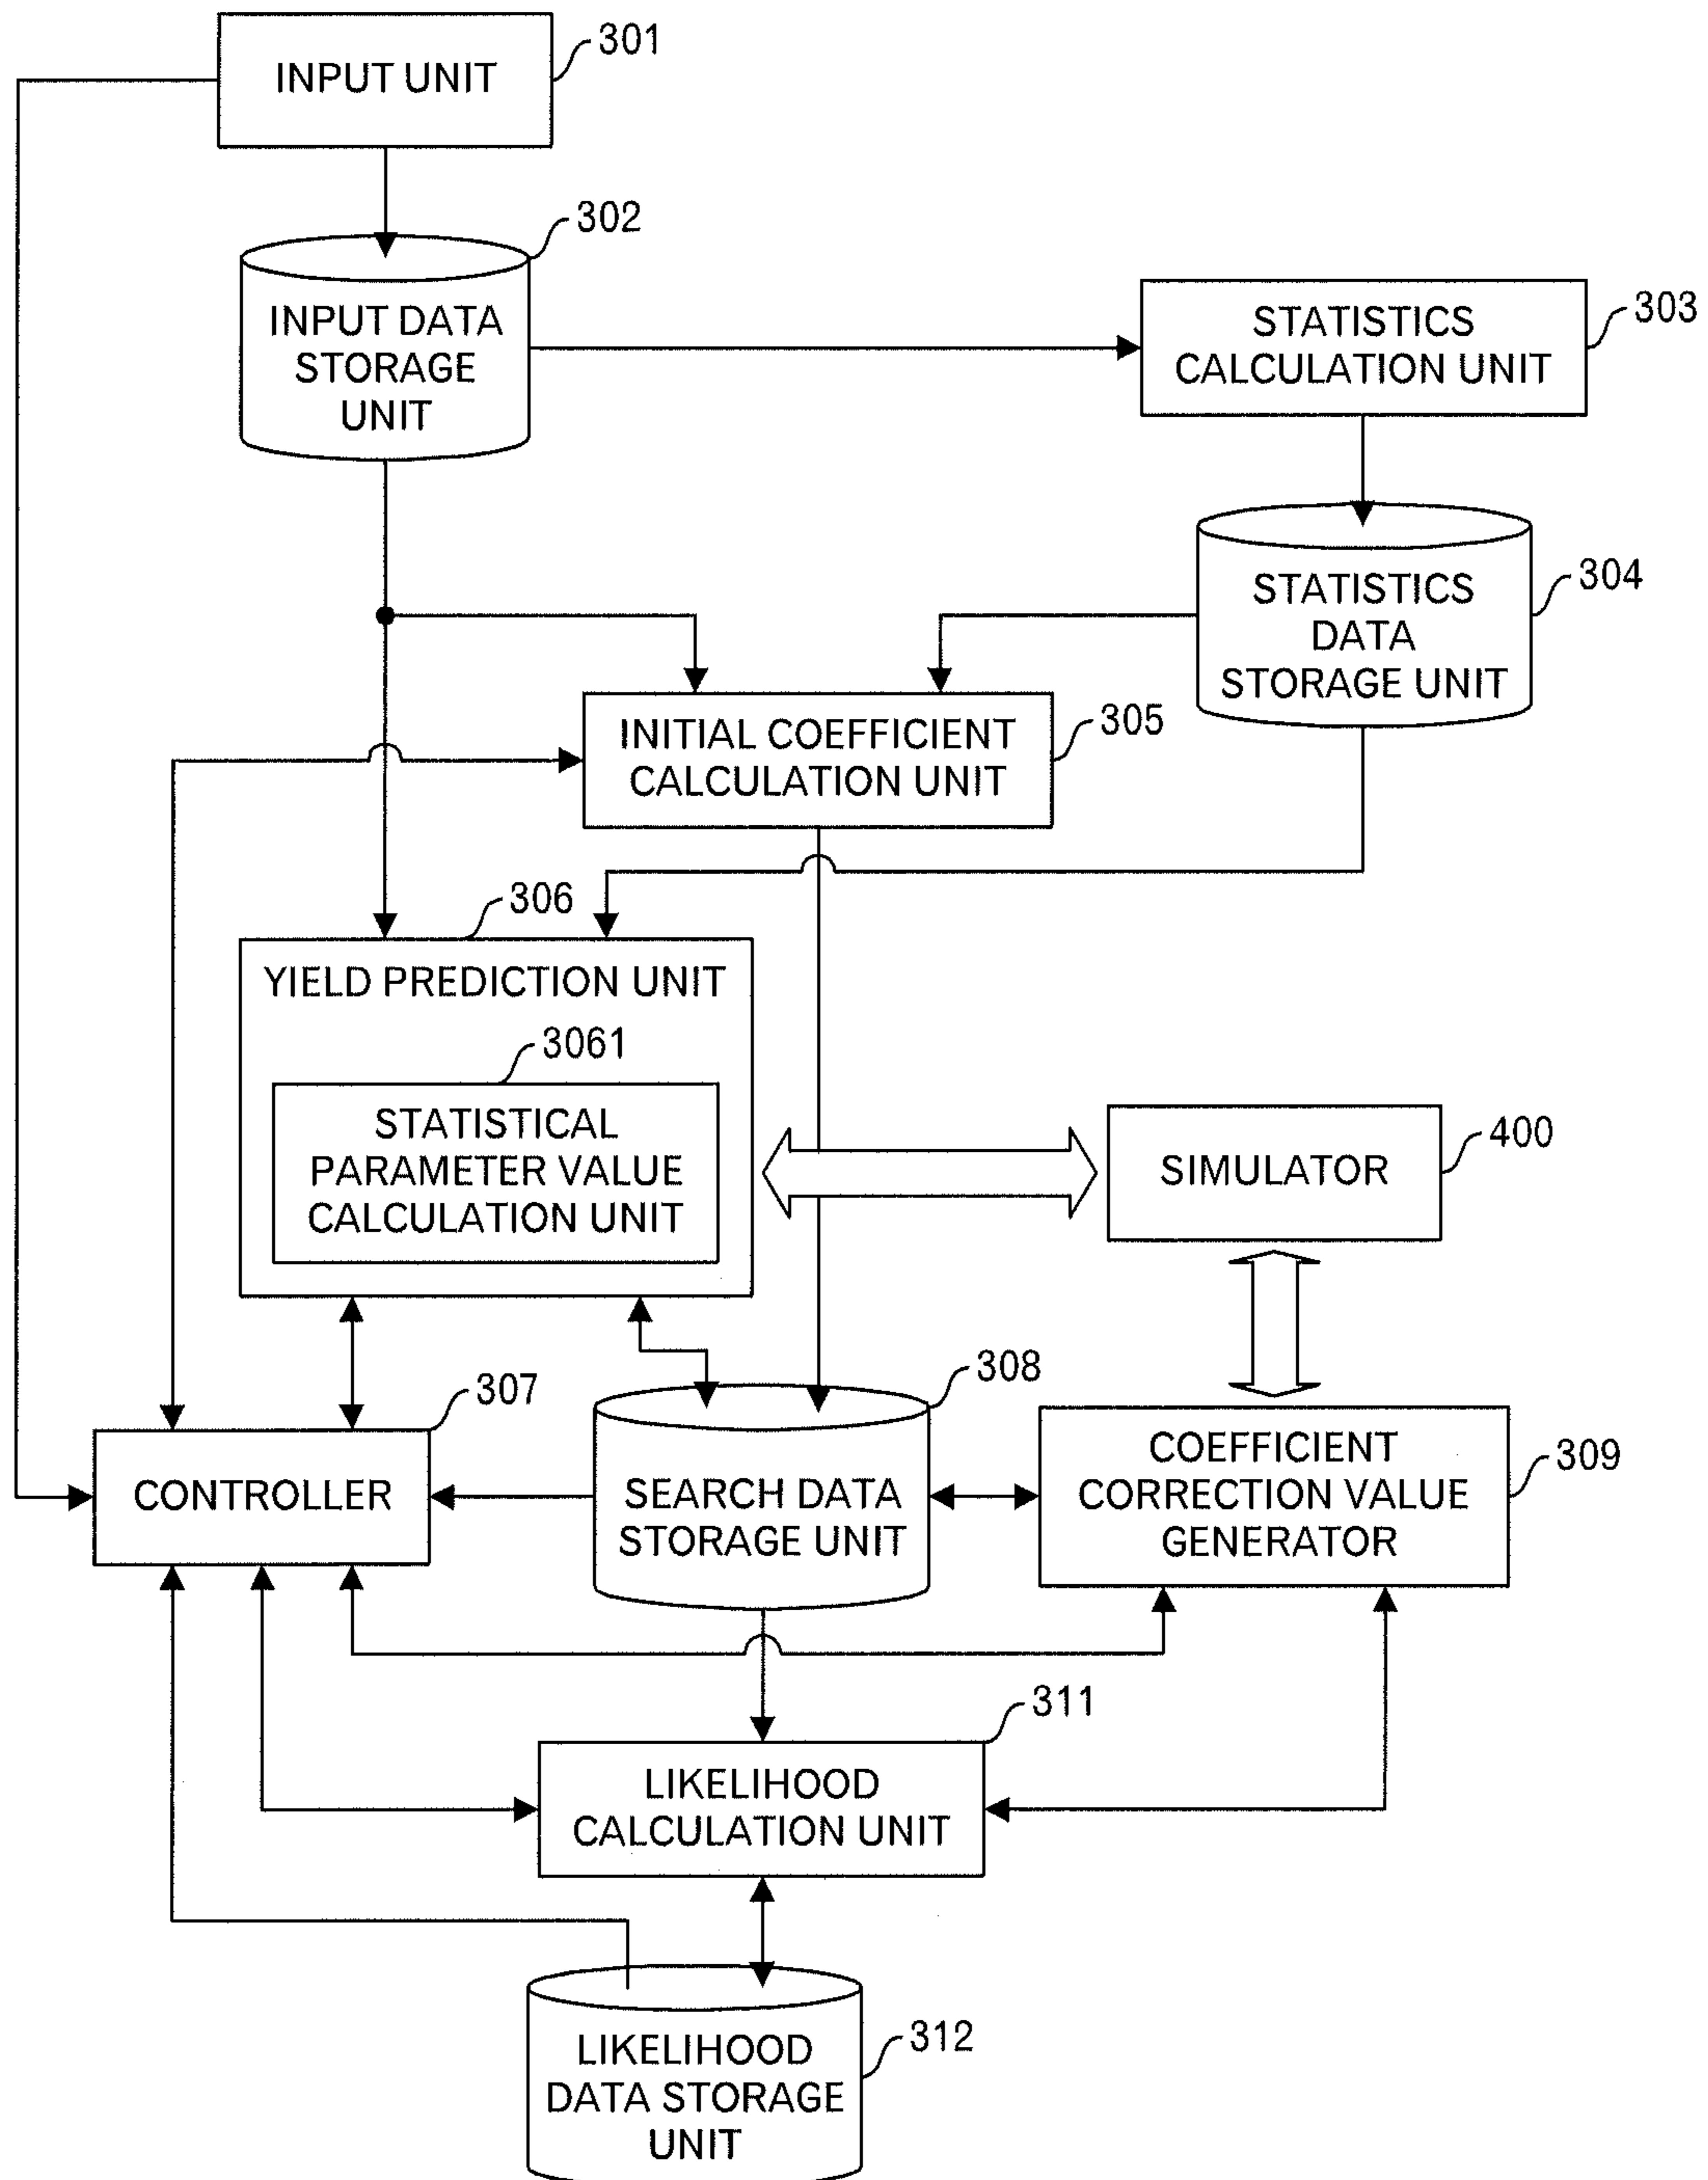 301
INPUT UNIT
302
INPUT DATA
STORAGE
UNIT
303
STATISTICS
CALCULATION UNIT
304
STATISTICS
DATA
STORAGE UNIT
305
INITIAL COEFFICIENT
CALCULATION UNIT
306
YIELD PREDICTION UNIT
3061
STATISTICAL
PARAMETER VALUE
CALCULATION UNIT
400
SIMULATOR
307
CONTROLLER
308
SEARCH DATA
STORAGE UNIT
309
COEFFICIENT
CORRECTION VALUE
GENERATOR
311
LIKELIHOOD
CALCULATION UNIT
312
LIKELIHOOD
DATA STORAGE
UNIT